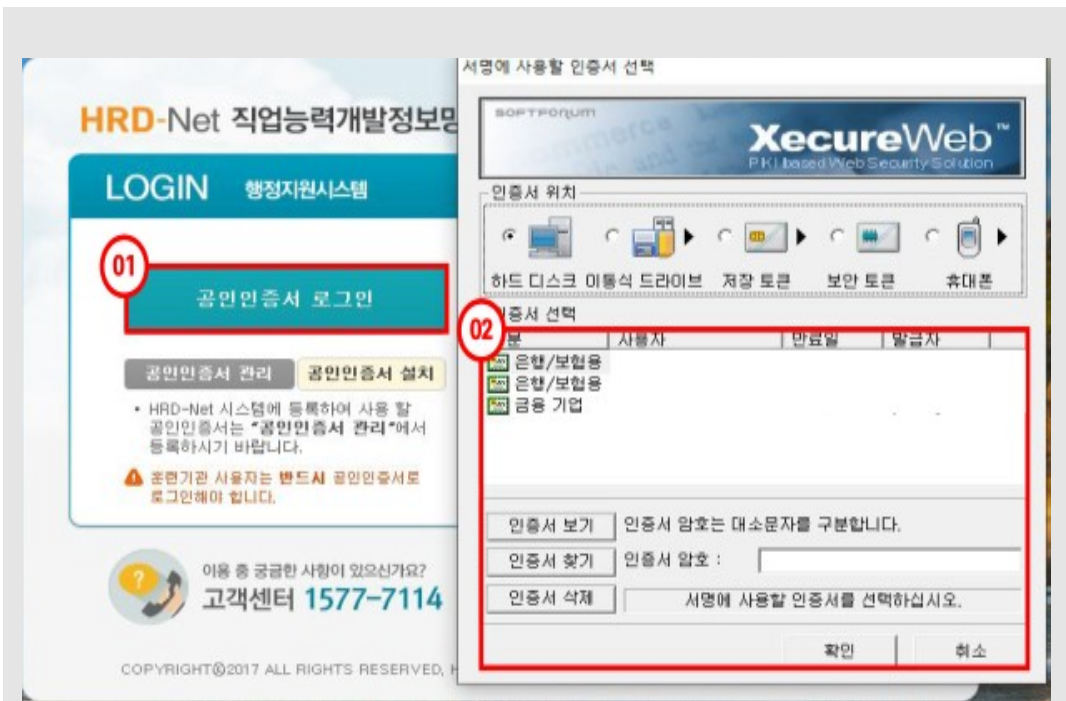 HRD-Net 직업능력개발정보망
LOGIN 행정지원시스템
01
공인인증서 로그인
공인인증서 관리
공인인증서 설치
• HRD-Net 시스템에 등록하여 사용 할
공인인증서는 "공인인증서 관리"에서
등록하시기 바랍니다.
훈련기관 사용자는 반드시 공인인증서로
로그인해야 합니다.
이용 중 궁금한 사항이 있으신가요?
고객센터 1577-7114
COPYRIGHT@2017 ALL RIGHTS RESERVED,
서명에 사용할 인증서 선택
SOFTFORUM
XecureWeb™
PKI based Web Security Solution
인증서 위치
하드 디스크 이동식 드라이브 저장 토큰 보안 토큰 휴대폰
증서 선택
02
분 사용자 만료일 발급자
은행/보험용
은행/보험용
금융 기업
인증서 보기 인증서 암호는 대소문자를 구분합니다.
인증서 찾기 인증서 암호 :
인증서 삭제 서명에 사용할 인증서를 선택하십시오.
확인 취소